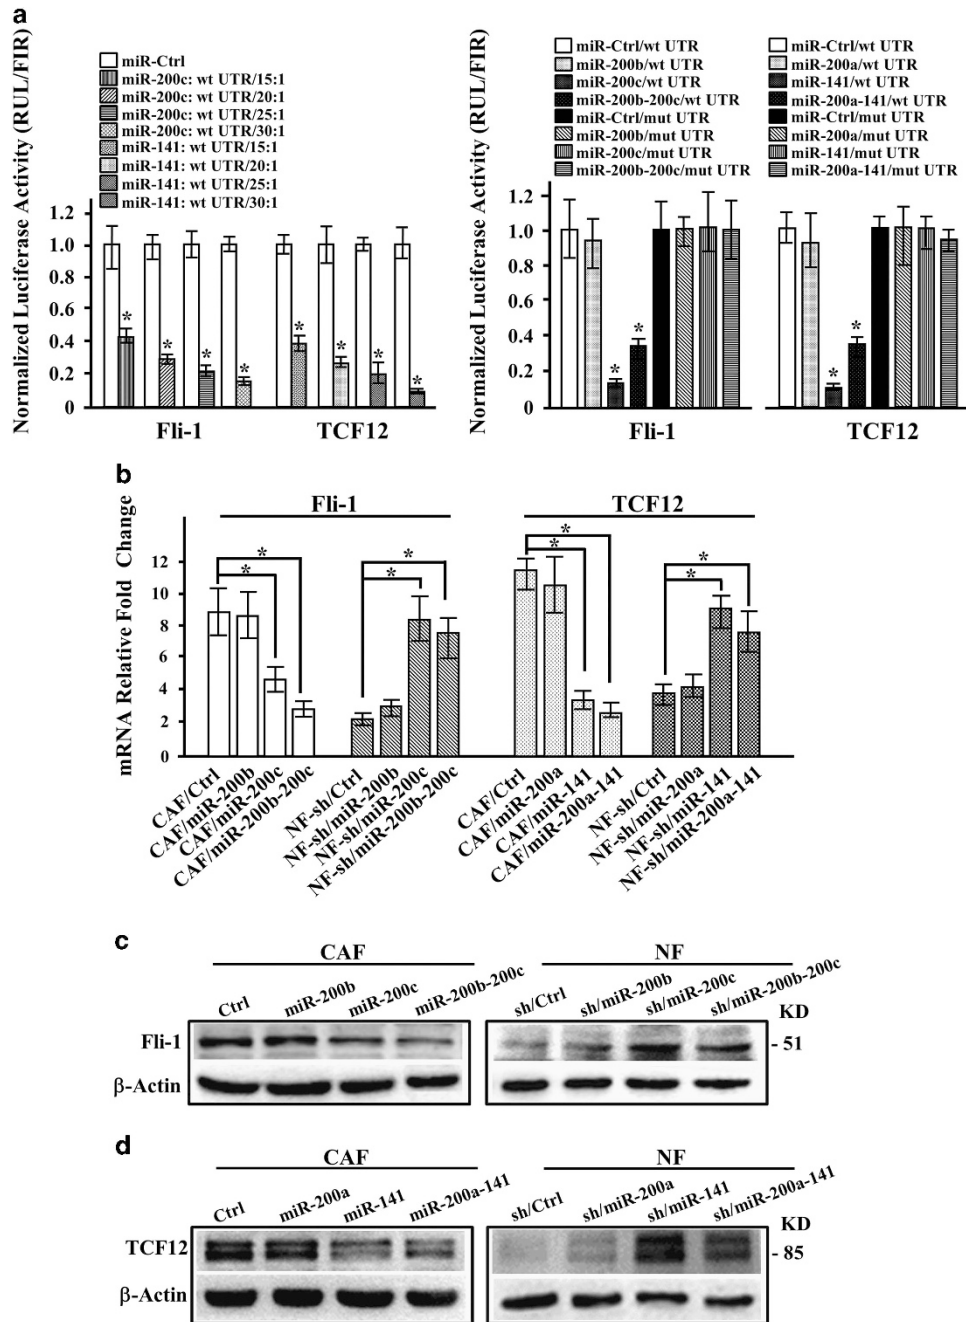 a
Normalized Luciferase Activity (RUL/FIR)
miR-Ctrl
miR-200c: wt UTR/15:1
miR-200c: wt UTR/20:1
miR-200c: wt UTR/25:1
miR-200c: wt UTR/30:1
miR-141: wt UTR/15:1
miR-141: wt UTR/20:1
miR-141: wt UTR/25:1
miR-141: wt UTR/30:1
1.2
1.0
0.8
0.6
0.4
0.2
0
* * * * * * * *
Fli-1 TCF12
Normalized Luciferase Activity (RUL/FIR)
miR-Ctrl/wt UTR
miR-200b/wt UTR
miR-200c/wt UTR
miR-200b-200c/wt UTR
miR-Ctrl/mut UTR
miR-200b/mut UTR
miR-200c/mut UTR
miR-200b-200c/mut UTR
miR-Ctrl/wt UTR
miR-200a/wt UTR
miR-141/wt UTR
miR-200a-141/wt UTR
miR-Ctrl/mut UTR
miR-200a/mut UTR
miR-141/mut UTR
miR-200a-141/mut UTR
1.2
1.0
0.8
0.6
0.4
0.2
0
* * * *
Fli-1 TCF12
b
Fli-1 TCF12
mRNA Relative Fold Change
12
10
8
6
4
2
0
* * * * * * * *
CAF/Ctrl
CAF/miR-200b
CAF/miR-200c
CAF/miR-200b-200c
NF-sh/Ctrl
NF-sh/miR-200b
NF-sh/miR-200c
NF-sh/miR-200b-200c
CAF/Ctrl
CAF/miR-200a
CAF/miR-141
CAF/miR-200a-141
NF-sh/Ctrl
NF-sh/miR-200a
NF-sh/miR-141
NF-sh/miR-200a-141
c
CAF NF
Ctrl miR-200b miR-200c miR-200b-200c sh/Ctrl sh/miR-200b sh/miR-200c sh/miR-200b-200c
KD
Fli-1 - 51
β-Actin
d
CAF NF
Ctrl miR-200a miR-141 miR-200a-141 sh/Ctrl sh/miR-200a sh/miR-141 sh/miR-200a-141
KD
TCF12 - 85
β-Actin